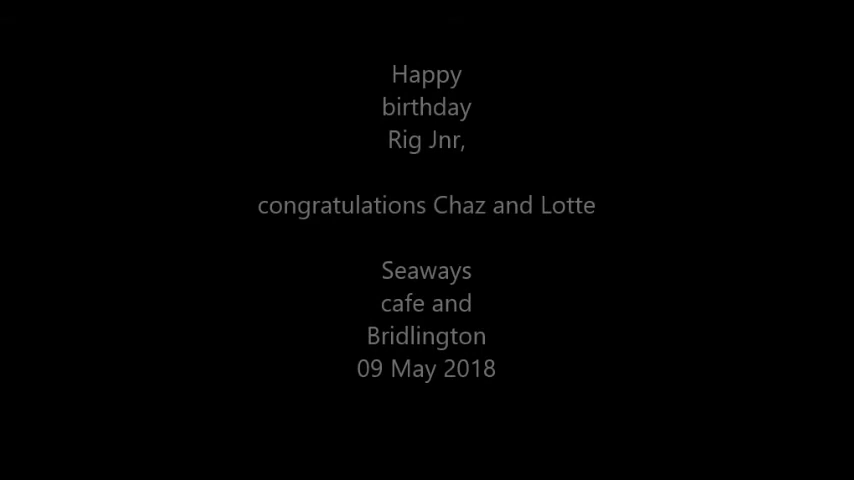 Happy
birthday
Rig Jnr,
congratulations Chaz and Lotte
Seaways
cafe and
Bridlington
09 May 2018